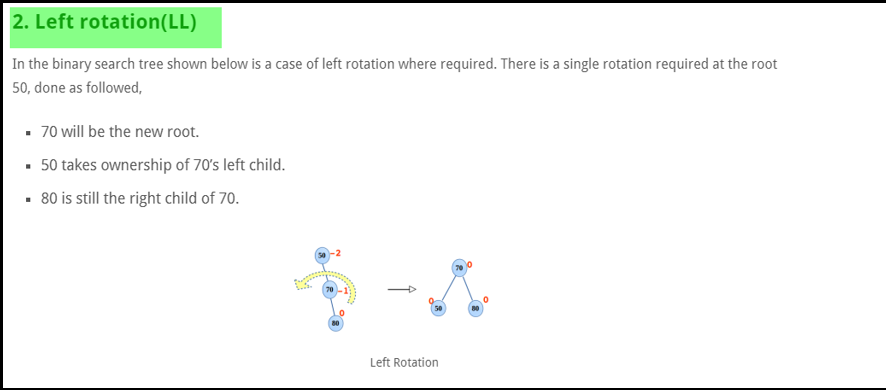 2. Left rotation(LL)
In the binary search tree shown below is a case of left rotation where required. There is a single rotation required at the root
50, done as followed,
▪ 70 will be the new root.
▪ 50 takes ownership of 70's left child.
▪ 80 is still the right child of 70.
50 -2
70 0
70 -1
0 50
80 0
0
80
Left Rotation